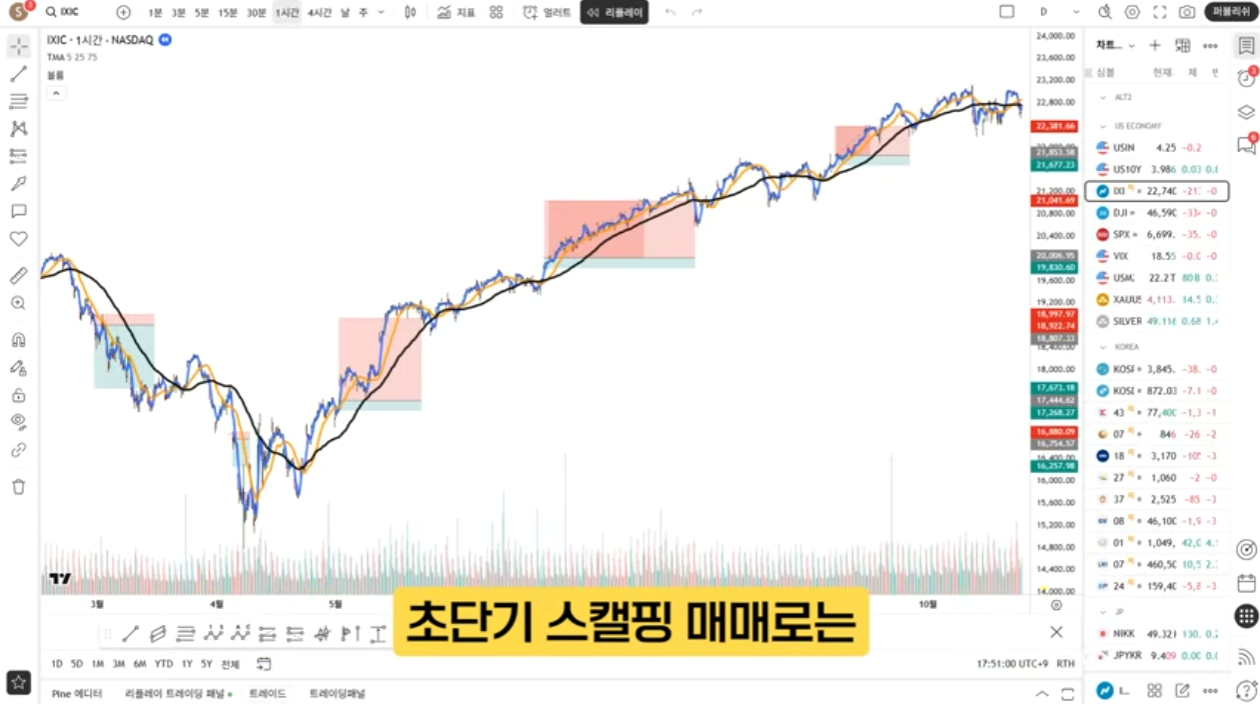 S 3 IXIC 1분 3분 5분 15분 30분 1시간 4시간 날 주 지표 얼러트 리플레이 D 퍼블리쉬
IXIC · 1시간 · NASDAQ
TMA 5 25 75
볼륨
24,000.00
23,600.00
23,200.00
22,800.00
22,381.66
21,853.58
21,677.23
21,200.00
21,041.69
20,800.00
20,400.00
20,006.95
19,830.60
19,600.00
19,200.00
18,997.97
18,922.74
18,807.33
18,400.00
18,000.00
17,673.18
17,444.62
17,268.27
16,880.09
16,754.57
16,400.00
16,257.98
16,000.00
15,600.00
15,200.00
14,800.00
14,400.00
14,000.00
3월 4월 5월 10월
초단기 스캘핑 매매로는
1D 5D 1M 3M 6M YTD 1Y 5Y 전체
17:51:00 UTC+9 RTH
Pine 에디터 리플레이 트레이딩 패널 트레이드 트레이딩패널
차트...
심볼 현재. 체
ALT2
US ECONOMY
USIN 4.25 -0.2
US10Y 3.986 0.03 0.8
IXI 22,740 -213 -0
DJI 46,590 -334 -0
SPX 6,699. -35. -0
VIX 18.55 -0.0 -0
USM2 22.2 T 80B 0.3
XAUUS 4,113. 14.5 0.3
SILVER 49.116 0.68 1.4
KOREA
KOSF 3,845. -38. -0
KOSI 872.03 -7.1 -0
43 77,400 -1,3 -1
07 846 -26 -2
18 3,170 -105 -3
27 1,060 -2 -0
37 2,525 -85 -3
08 46,100 -1,9 -3
01 1,049, 42,0 4.
07 460,50 10,5 2.
24 159,40 -5,8 -3
JP
NIKK 49,321 130. 0.2
JPYKR 9.409 0.00 0.0